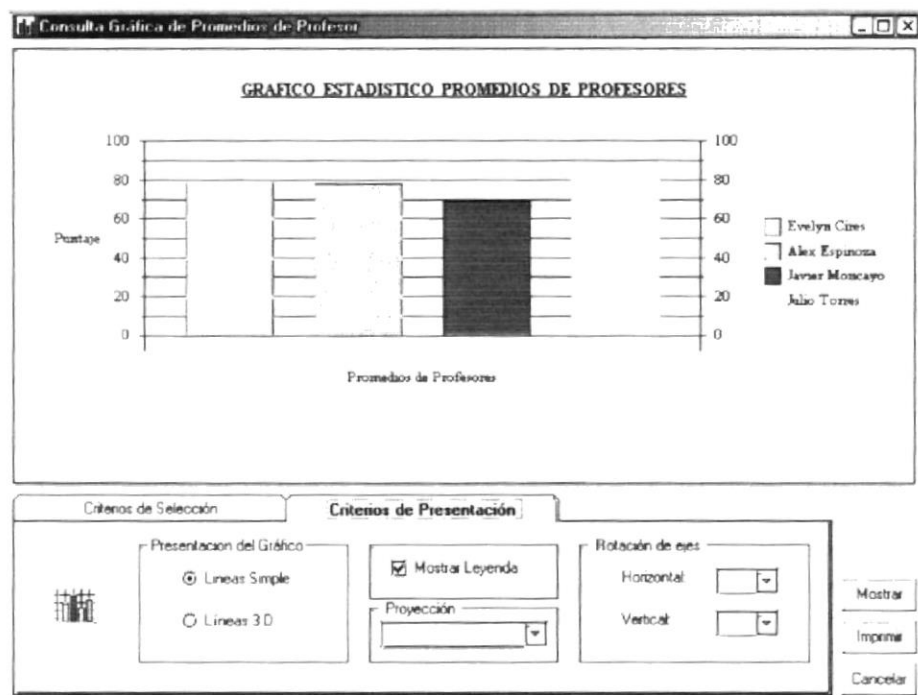 Consulta Gráfica de Promedios de Profesor
GRAFICO ESTADISTICO PROMEDIOS DE PROFESORES
Puntaje
100
80
60
40
20
0
100
80
60
40
20
0
Promedios de Profesores
Evelyn Cires
Alex Espinoza
Javier Moncayo
Julio Torres
Criterios de Selección
Criterios de Presentación
Presentacion del Gráfico
Lineas Simple
Lineas 3D
Mostrar Leyenda
Proyección
Rotación de ejes
Horizontal:
Vertical:
Mostrar
Imprimir
Cancelar